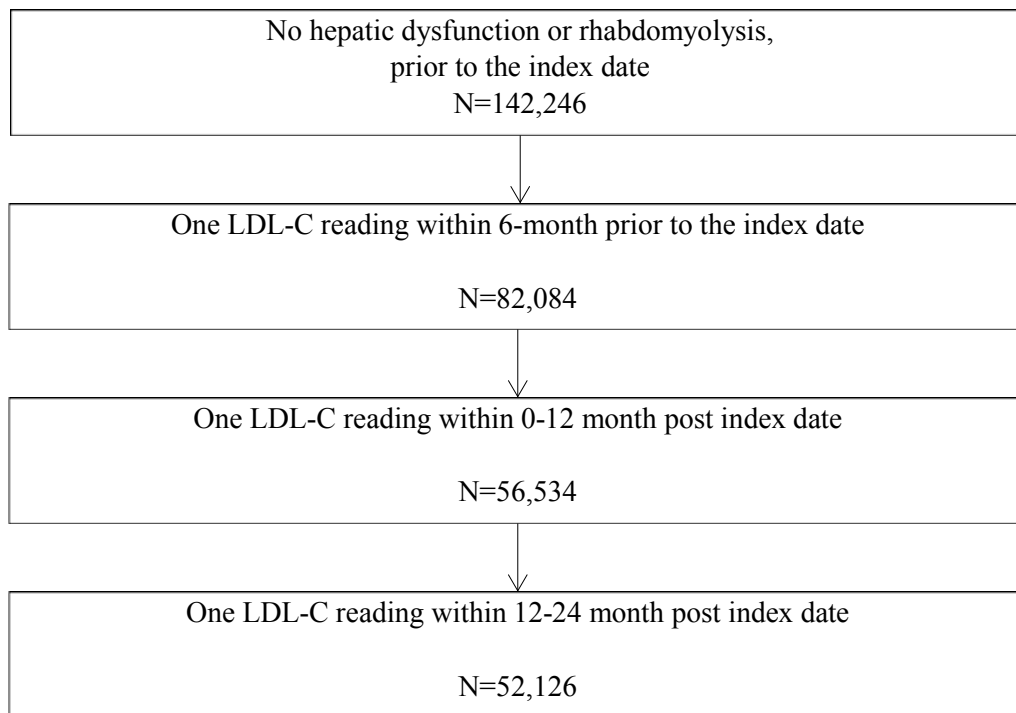 No hepatic dysfunction or rhabdomyolysis,
prior to the index date
N=142,246
One LDL-C reading within 6-month prior to the index date
N=82,084
One LDL-C reading within 0-12 month post index date
N=56,534
One LDL-C reading within 12-24 month post index date
N=52,126